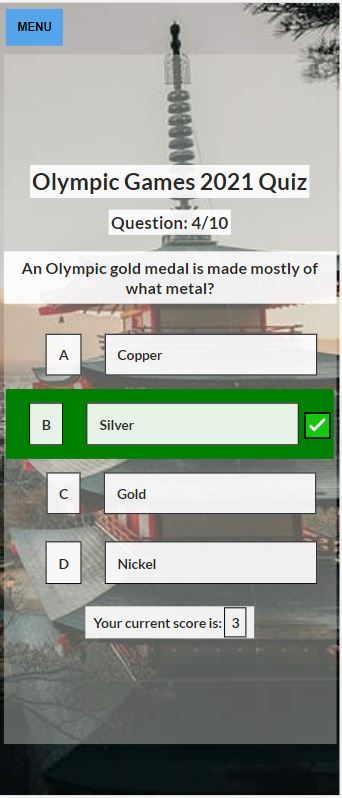 MENU
Olympic Games 2021 Quiz
Question: 4/10
An Olympic gold medal is made mostly of
what metal?
A Copper
B Silver
C Gold
D Nickel
Your current score is: 3